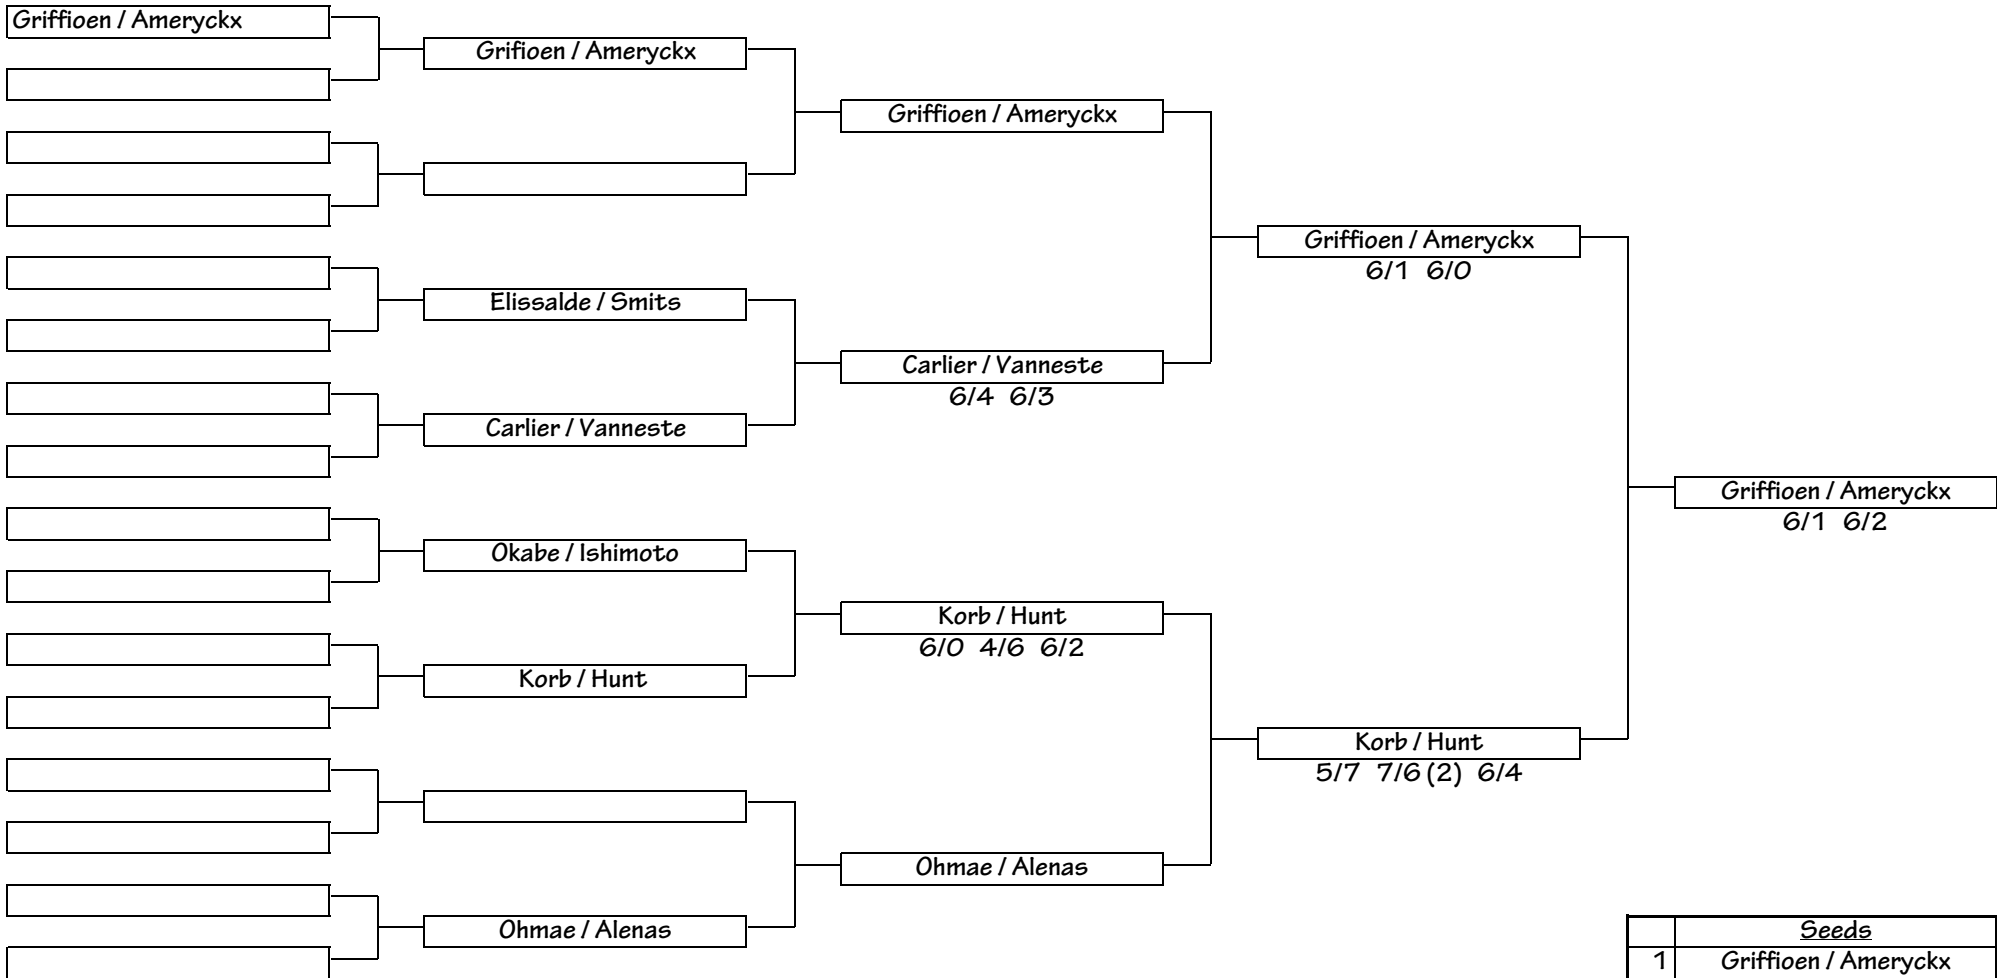 Griffioen / Ameryckx
Grifioen / Ameryckx
Griffioen / Ameryckx
Griffioen / Ameryckx
6/1 6/0
Elissalde / Smits
Carlier / Vanneste
6/4 6/3
Carlier / Vanneste
Griffioen / Ameryckx
6/1 6/2
Okabe / Ishimoto
Korb / Hunt
6/0 4/6 6/2
Korb / Hunt
Korb / Hunt
5/7 7/6 (2) 6/4
Ohmae / Alenas
Ohmae / Alenas
Seeds
1 Griffioen / Ameryckx